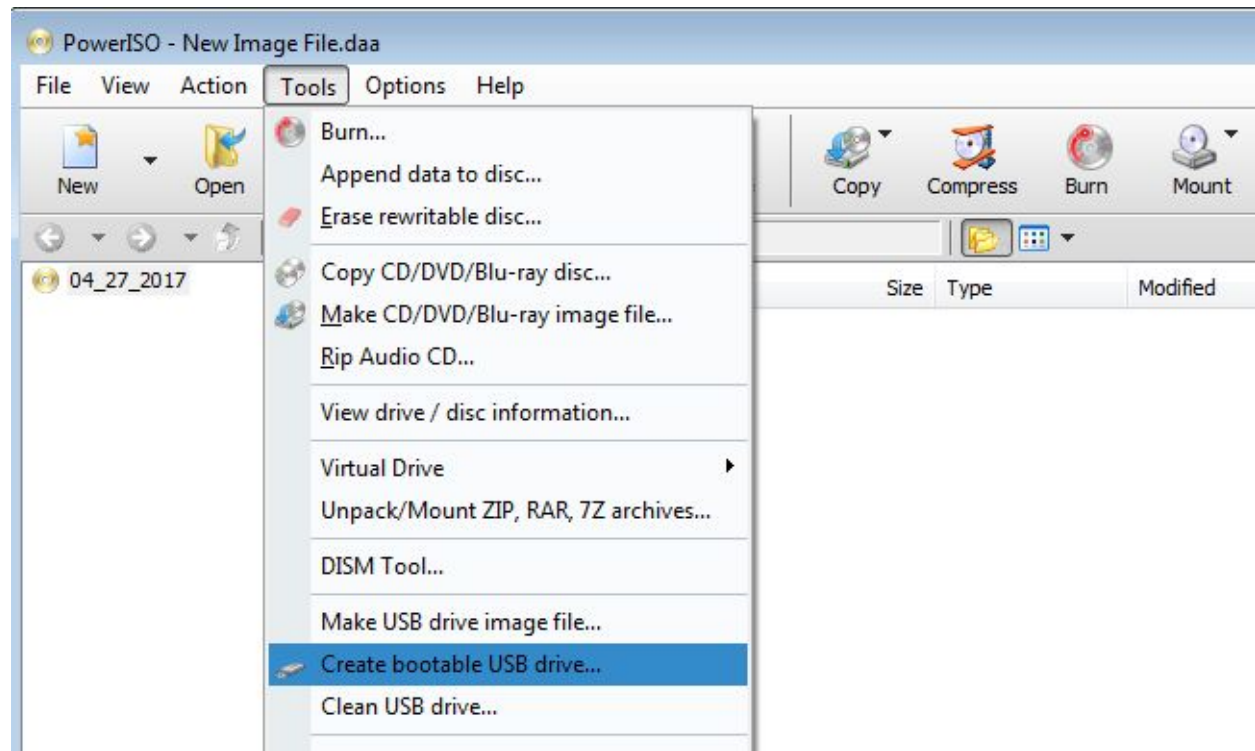 PowerISO - New Image File.daa
File View Action Tools Options Help
New Open Copy Compress Burn Mount
Burn...
Append data to disc...
Erase rewritable disc...
04_27_2017
Size Type Modified
Copy CD/DVD/Blu-ray disc...
Make CD/DVD/Blu-ray image file...
Rip Audio CD...
View drive / disc information...
Virtual Drive
Unpack/Mount ZIP, RAR, 7Z archives...
DISM Tool...
Make USB drive image file...
Create bootable USB drive...
Clean USB drive...